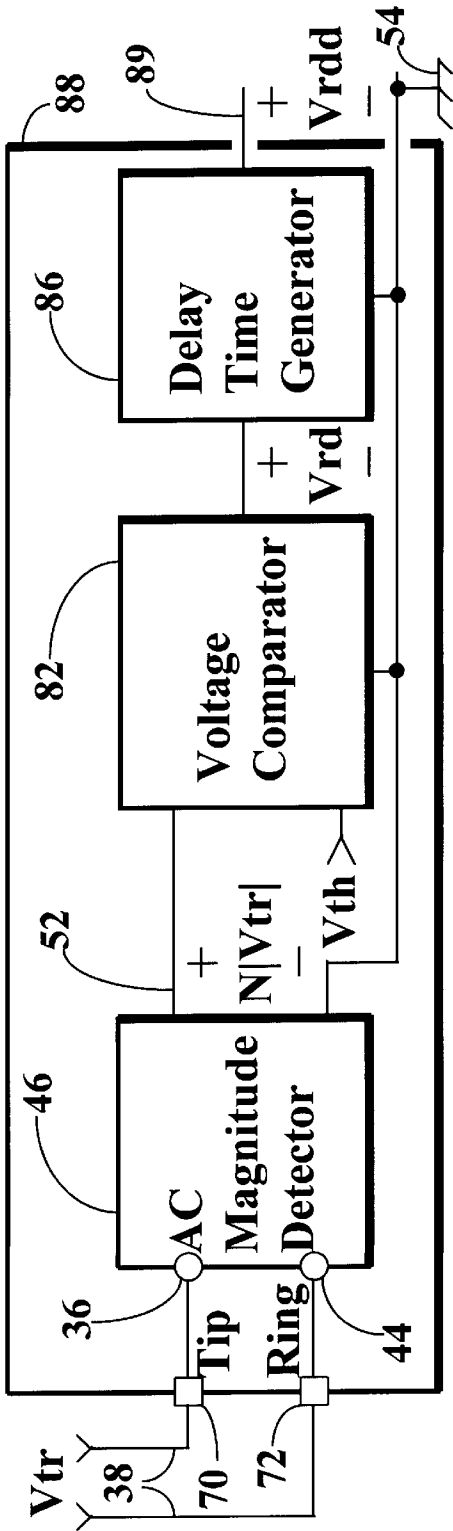 Vtr
38
70
72
Tip
Ring
36
44
46
AC
Magnitude
Detector
52
+
N|Vtr|
−
Vth
82
Voltage
Comparator
+
Vrd
−
86
Delay
Time
Generator
88
89
+
Vrdd
−
54